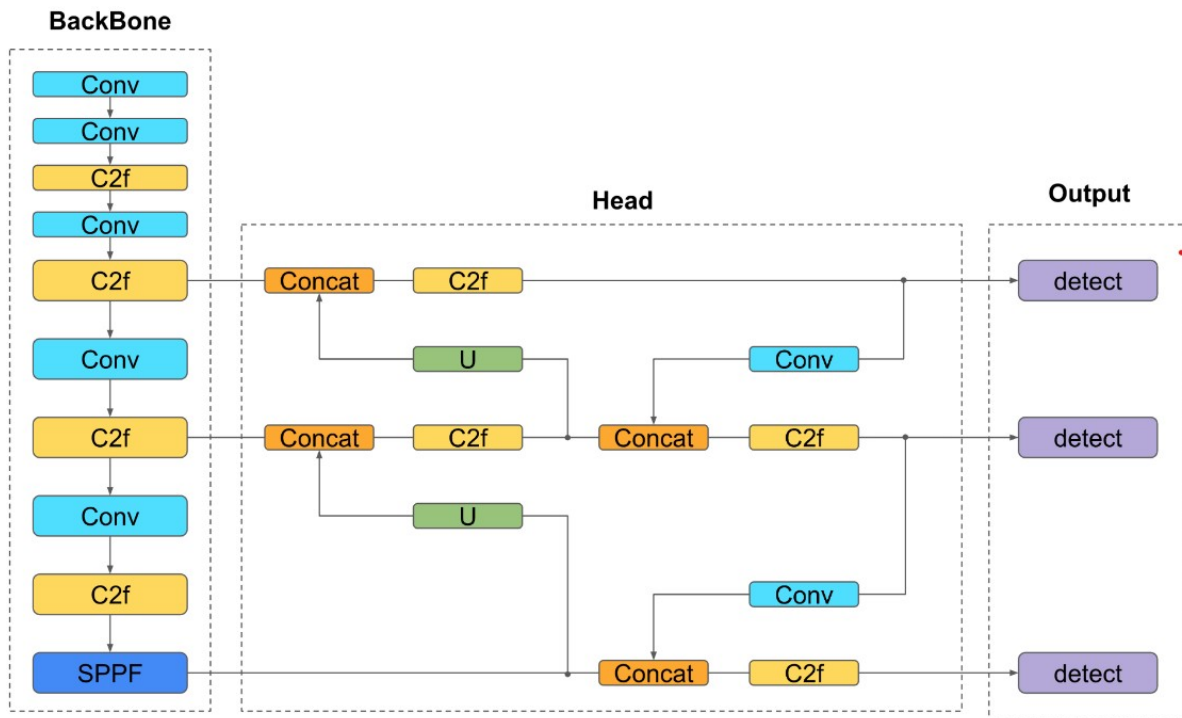 BackBone
Conv
Conv
C2f
Conv
C2f
Conv
C2f
Conv
C2f
SPPF
Head
Concat
C2f
U
Conv
Concat
C2f
Concat
C2f
U
Conv
Concat
C2f
Output
detect
detect
detect